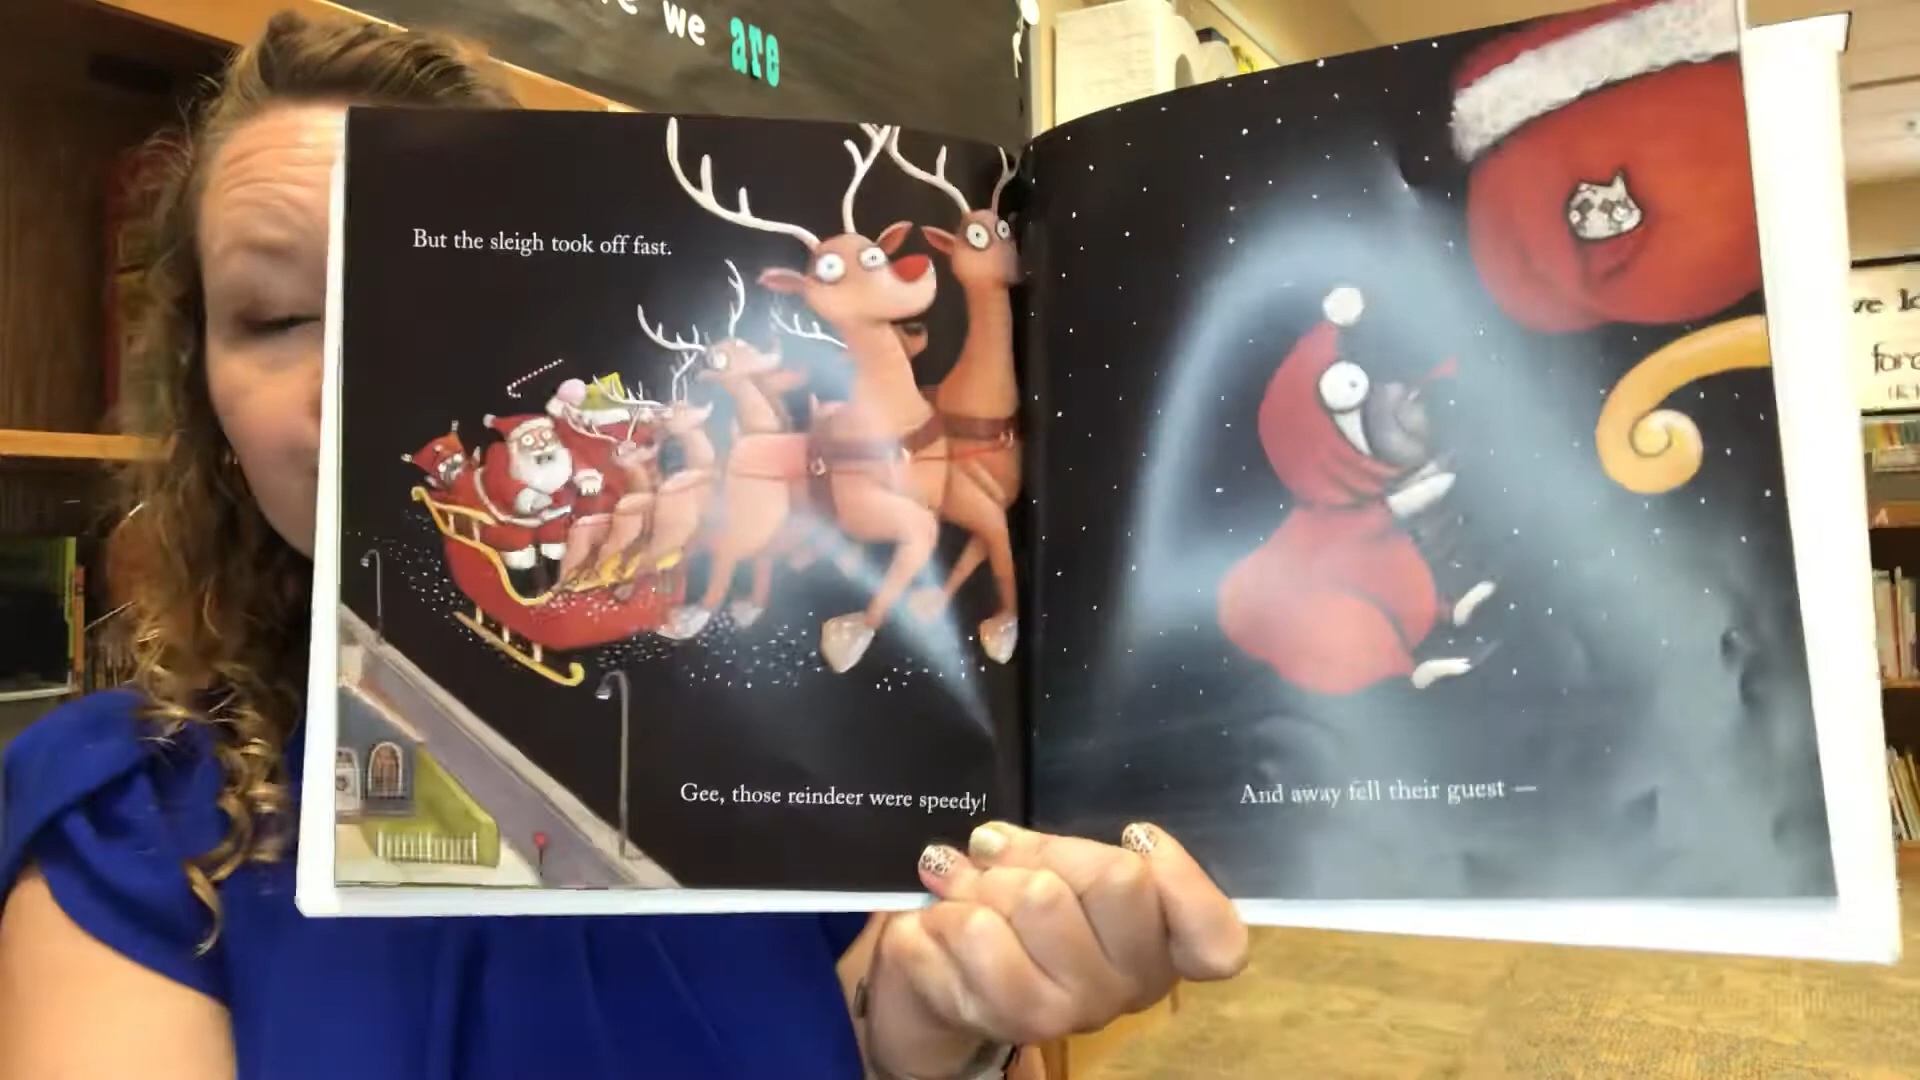 we are
But the sleigh took off fast.
Gee, those reindeer were speedy!
And away fell their guest —